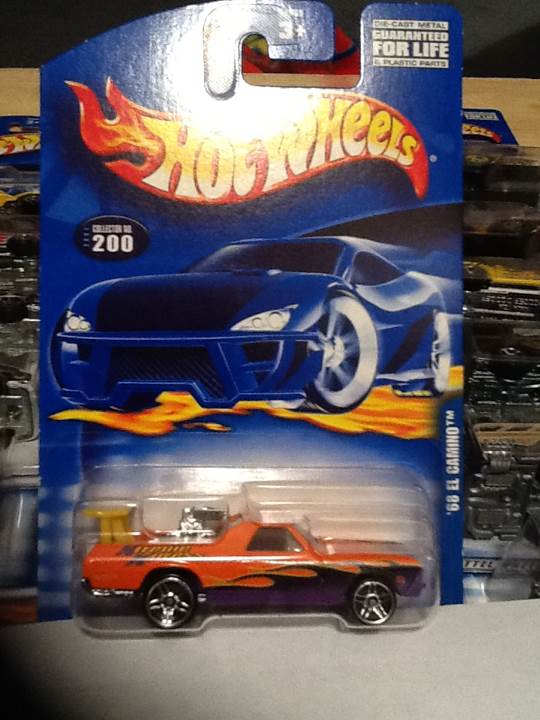 3+
DIE-CAST METAL
GUARANTEED
FOR LIFE
& PLASTIC PARTS
HOT WHEELS
®
COLLECTOR NO.
200
'68 EL CAMINO™